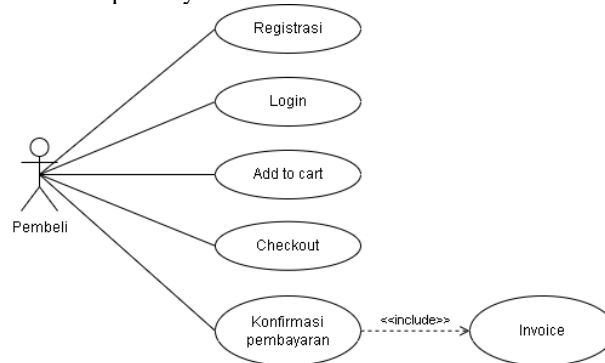 Registrasi
Login
Add to cart
Pembeli
Checkout
Konfirmasi
pembayaran
<<include>>
Invoice